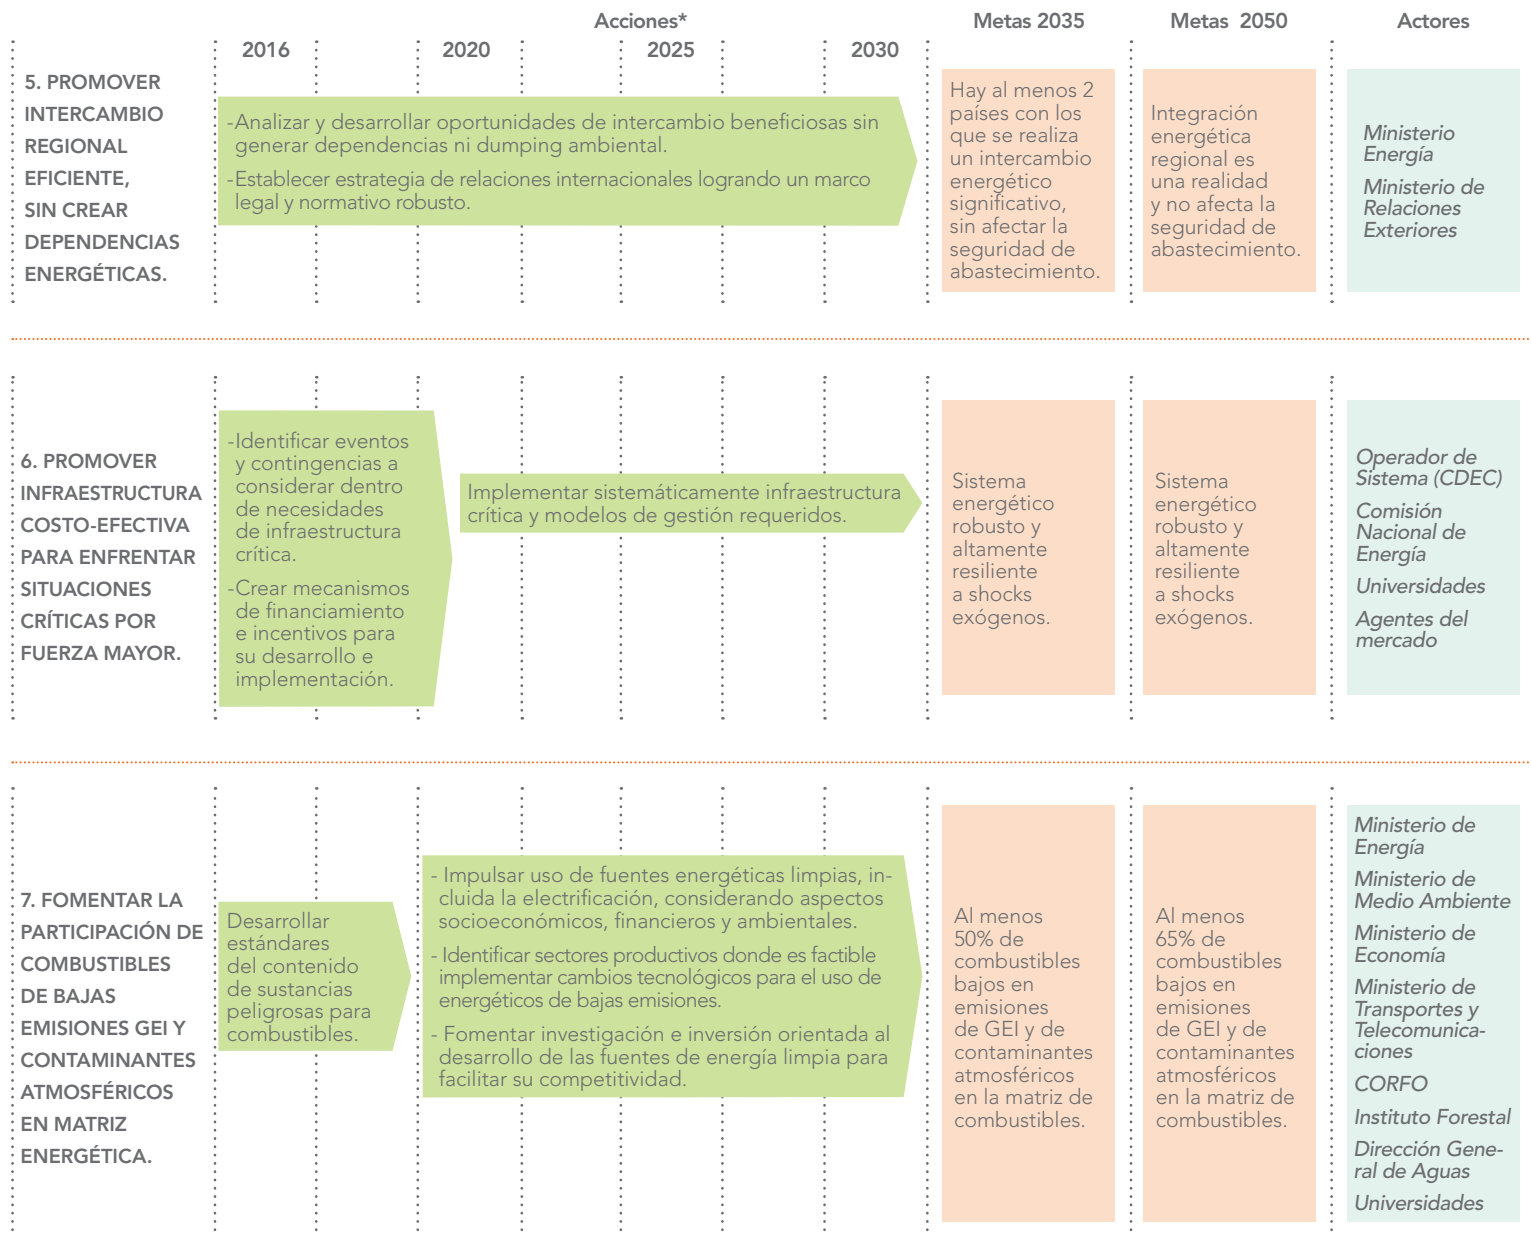 Acciones*
Metas 2035
Metas 2050
Actores
2016
2020
2025
2030
5. PROMOVER
INTERCAMBIO
REGIONAL
EFICIENTE,
SIN CREAR
DEPENDENCIAS
ENERGÉTICAS.
-Analizar y desarrollar oportunidades de intercambio beneficiosas sin
generar dependencias ni dumping ambiental.
-Establecer estrategia de relaciones internacionales logrando un marco
legal y normativo robusto.
Hay al menos 2
países con los
que se realiza
un intercambio
energético
significativo,
sin afectar la
seguridad de
abastecimiento.
Integración
energética
regional es
una realidad
y no afecta la
seguridad de
abastecimiento.
Ministerio
Energía
Ministerio de
Relaciones
Exteriores
6. PROMOVER
INFRAESTRUCTURA
COSTO-EFECTIVA
PARA ENFRENTAR
SITUACIONES
CRÍTICAS POR
FUERZA MAYOR.
-Identificar eventos
y contingencias a
considerar dentro
de necesidades
de infraestructura
crítica.
-Crear mecanismos
de financiamiento
e incentivos para
su desarrollo e
implementación.
Implementar sistemáticamente infraestructura
crítica y modelos de gestión requeridos.
Sistema
energético
robusto y
altamente
resiliente
a shocks
exógenos.
Sistema
energético
robusto y
altamente
resiliente
a shocks
exógenos.
Operador de
Sistema (CDEC)
Comisión
Nacional de
Energía
Universidades
Agentes del
mercado
7. FOMENTAR LA
PARTICIPACIÓN DE
COMBUSTIBLES
DE BAJAS
EMISIONES GEI Y
CONTAMINANTES
ATMOSFÉRICOS
EN MATRIZ
ENERGÉTICA.
Desarrollar
estándares
del contenido
de sustancias
peligrosas para
combustibles.
- Impulsar uso de fuentes energéticas limpias, in-
cluida la electrificación, considerando aspectos
socioeconómicos, financieros y ambientales.
- Identificar sectores productivos donde es factible
implementar cambios tecnológicos para el uso de
energéticos de bajas emisiones.
- Fomentar investigación e inversión orientada al
desarrollo de las fuentes de energía limpia para
facilitar su competitividad.
Al menos
50% de
combustibles
bajos en
emisiones
de GEI y de
contaminantes
atmosféricos
en la matriz de
combustibles.
Al menos
65% de
combustibles
bajos en
emisiones
de GEI y de
contaminantes
atmosféricos
en la matriz de
combustibles.
Ministerio de
Energía
Ministerio de
Medio Ambiente
Ministerio de
Economía
Ministerio de
Transportes y
Telecomunica-
ciones
CORFO
Instituto Forestal
Dirección Gene-
ral de Aguas
Universidades